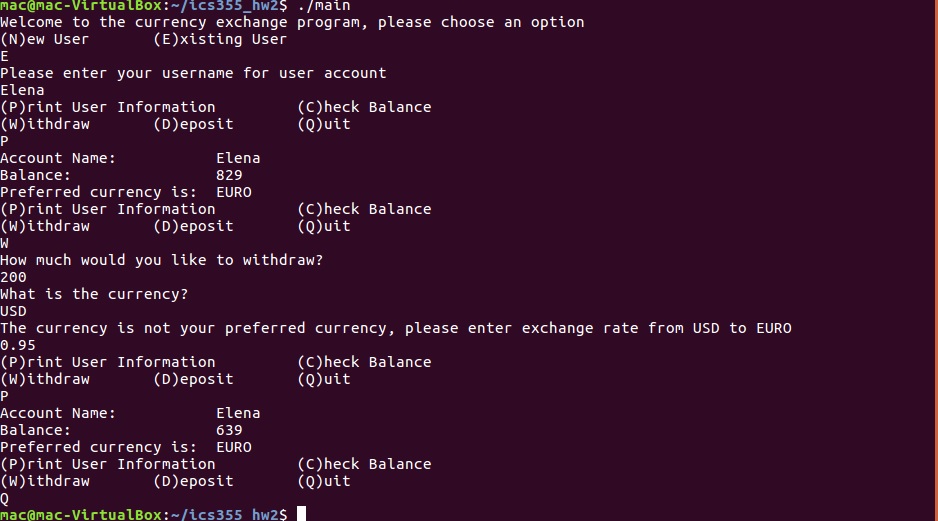 mac@mac-VirtualBox:~/ics355_hw2$ ./main
Welcome to the currency exchange program, please choose an option
(N)ew User       (E)xisting User
E
Please enter your username for user account
Elena
(P)rint User Information         (C)heck Balance
(W)ithdraw       (D)eposit       (Q)uit
P
Account Name:           Elena
Balance:                829
Preferred currency is:  EURO
(P)rint User Information         (C)heck Balance
(W)ithdraw       (D)eposit       (Q)uit
W
How much would you like to withdraw?
200
What is the currency?
USD
The currency is not your preferred currency, please enter exchange rate from USD to EURO
0.95
(P)rint User Information         (C)heck Balance
(W)ithdraw       (D)eposit       (Q)uit
P
Account Name:           Elena
Balance:                639
Preferred currency is:  EURO
(P)rint User Information         (C)heck Balance
(W)ithdraw       (D)eposit       (Q)uit
Q
mac@mac-VirtualBox:~/ics355_hw2$